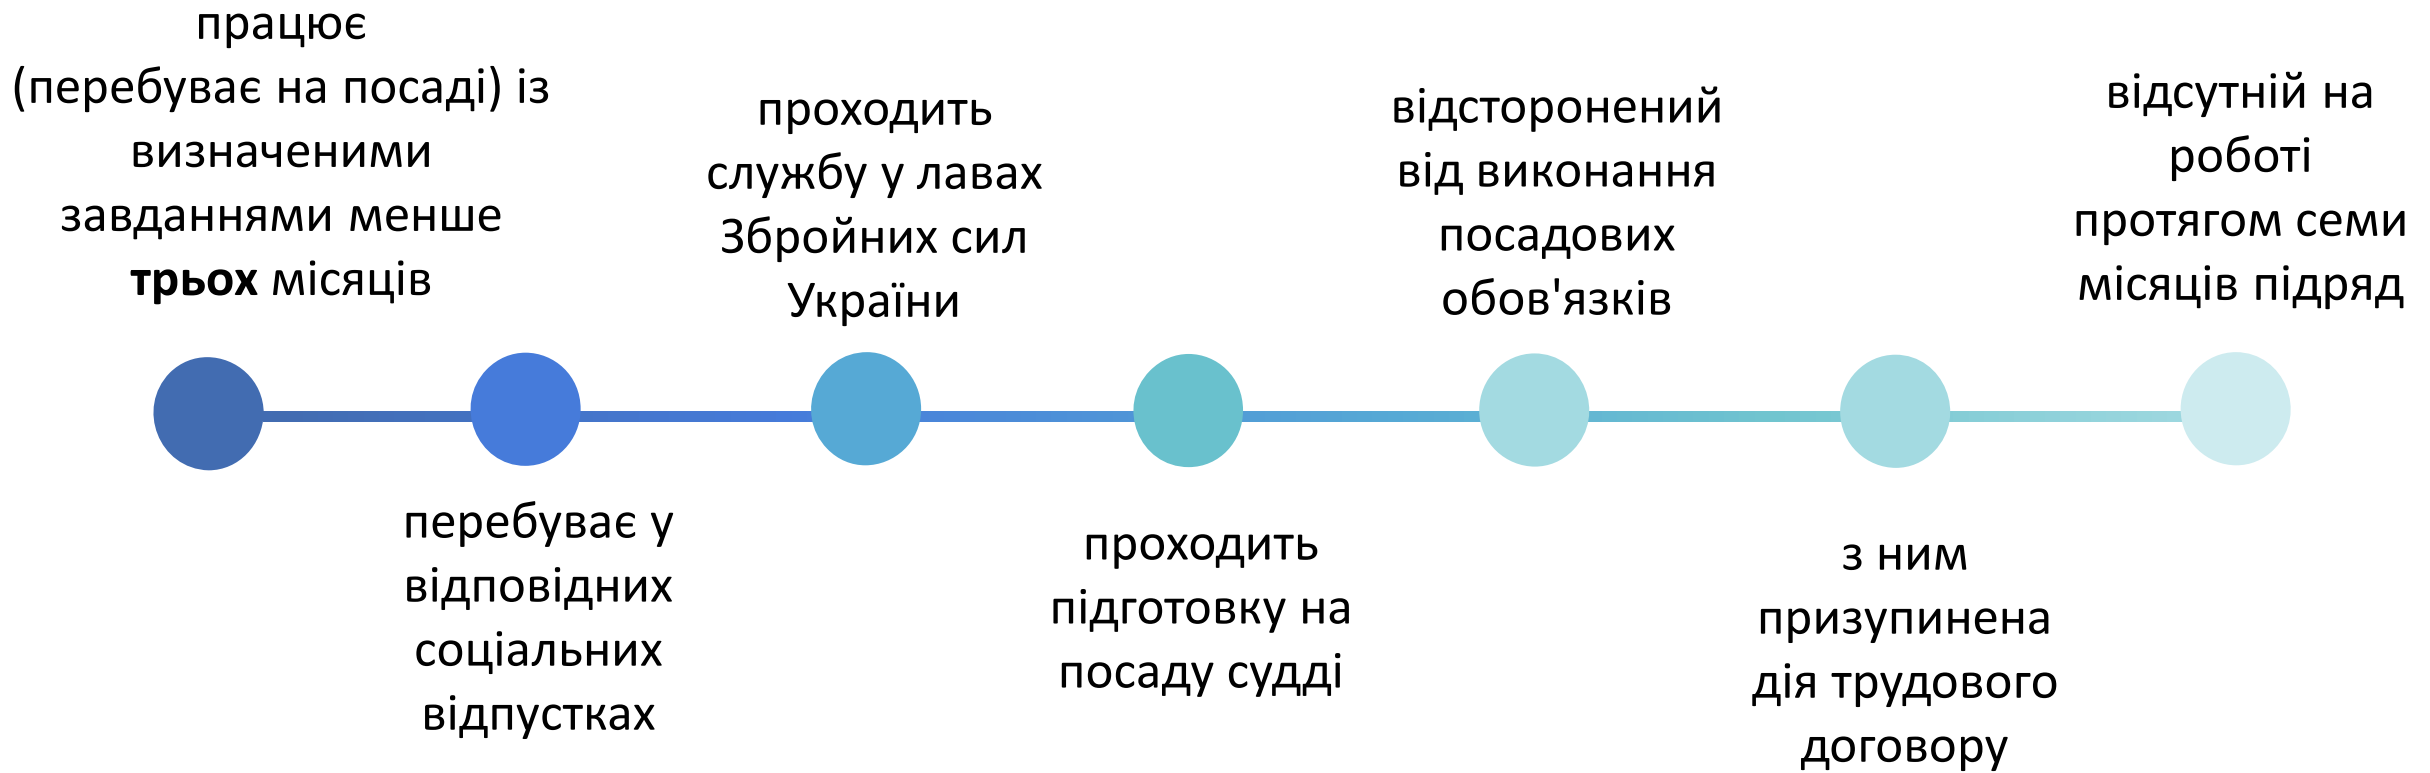 працює
(перебуває на посаді) із
визначеними
завданнями менше
трьох місяців
перебуває у
відповідних
соціальних
відпустках
проходить
службу у лавах
Збройних сил
України
проходить
підготовку на
посаду судді
відсторонений
від виконання
посадових
обов'язків
з ним
призупинена
дія трудового
договору
відсутній на
роботі
протягом семи
місяців підряд